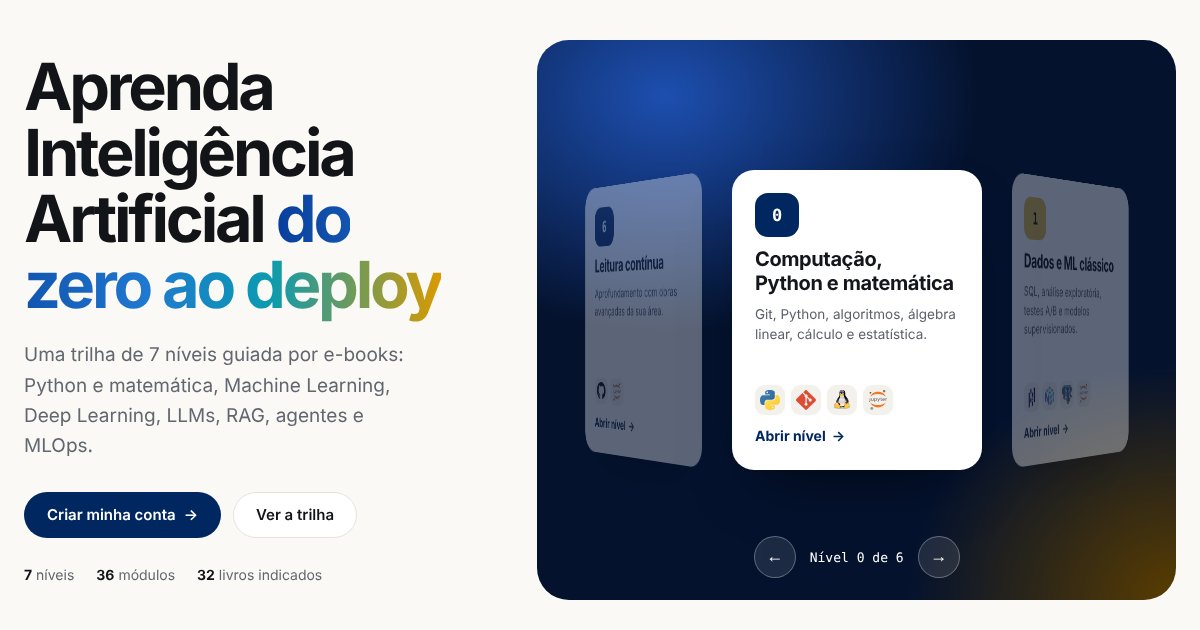 Aprenda
Inteligência
Artificial do
zero ao deploy
Uma trilha de 7 níveis guiada por e-books:
Python e matemática, Machine Learning,
Deep Learning, LLMs, RAG, agentes e
MLOps.
Criar minha conta →
Ver a trilha
7 níveis 36 módulos 32 livros indicados
6
Leitura contínua
Aprofundamento com obras
avançadas da sua área.
Abrir nível →
0
Computação,
Python e matemática
Git, Python, algoritmos, álgebra
linear, cálculo e estatística.
jupyter
Abrir nível →
1
Dados e ML clássico
SQL, análise exploratória,
testes A/B e modelos
supervisionados.
Abrir nível →
← Nível 0 de 6 →